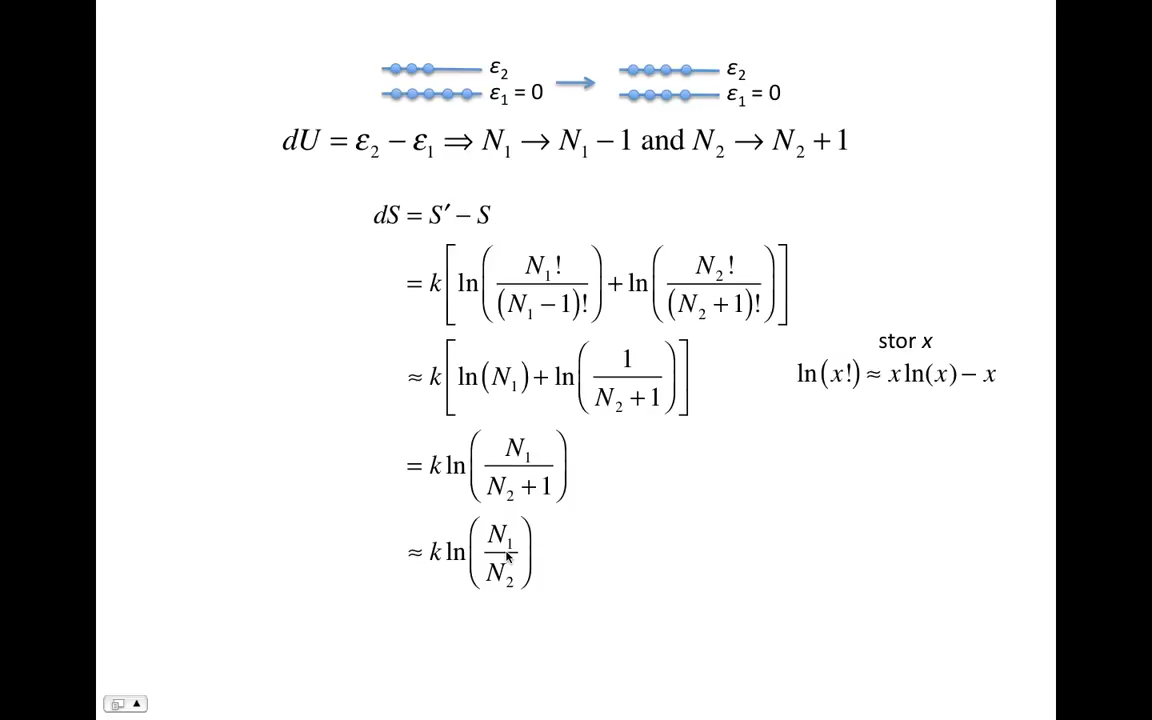 ε₂ ε₂
ε₁ = 0 ε₁ = 0
dU = ε₂ − ε₁ ⇒ N₁ → N₁ − 1 and N₂ → N₂ + 1
dS = S′ − S
= k[ln(N₁!/(N₁ − 1)!) + ln(N₂!/(N₂ + 1)!)]
stor x
≈ k[ln(N₁) + ln(1/(N₂ + 1))] ln(x!) ≈ x ln(x) − x
= k ln(N₁/(N₂ + 1))
≈ k ln(N₁/N₂)